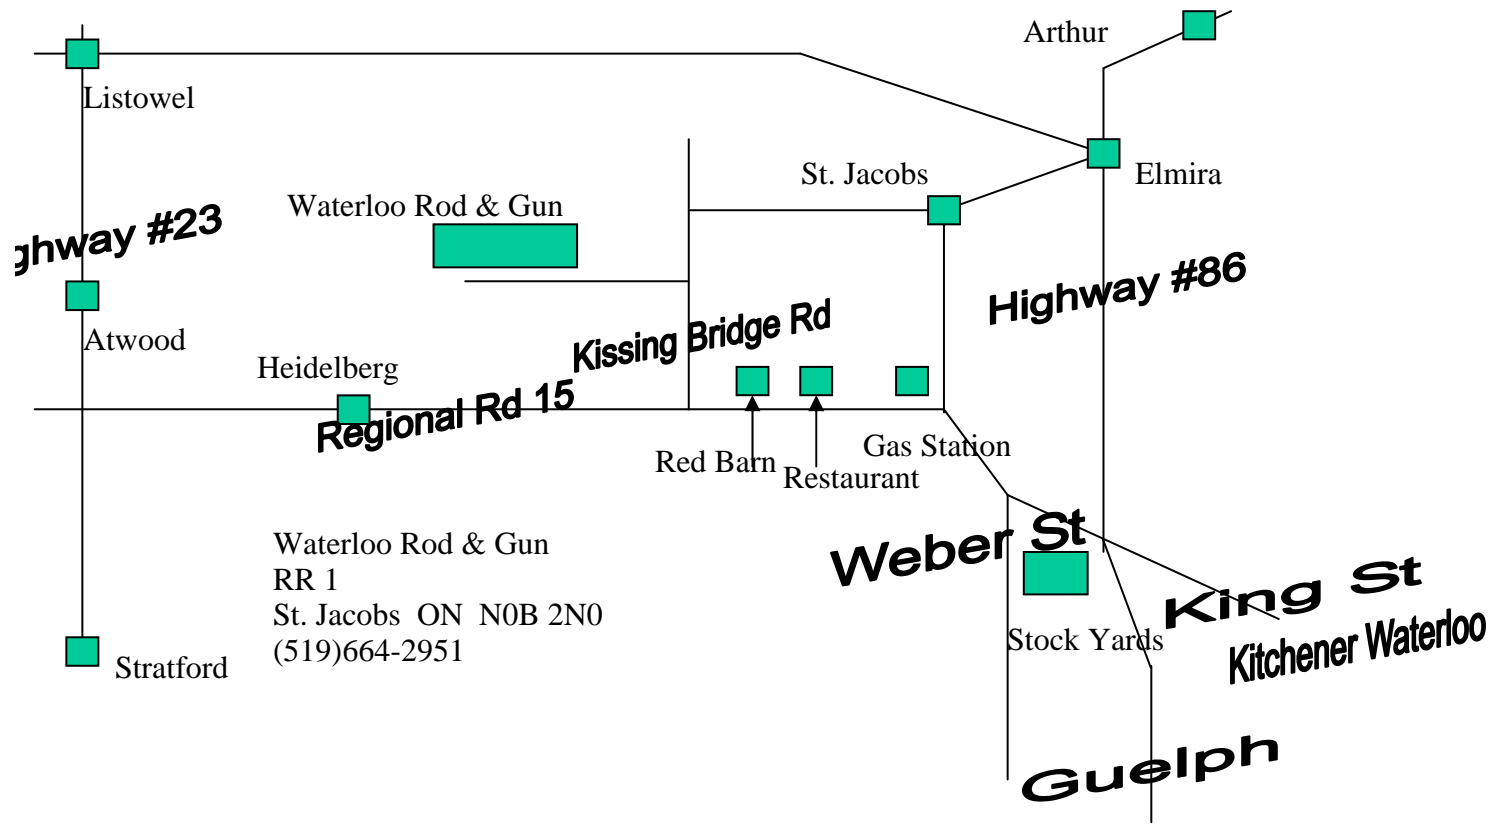 Arthur
Listowel
St. Jacobs
Elmira
Waterloo Rod & Gun
ghway #23
Highway #86
Atwood
Kissing Bridge Rd
Heidelberg
Regional Rd 15
Gas Station
Red Barn
Restaurant
Weber St
Waterloo Rod & Gun
RR 1
St. Jacobs ON N0B 2N0
(519)664-2951
King St
Stock Yards
Kitchener Waterloo
Stratford
Guelph